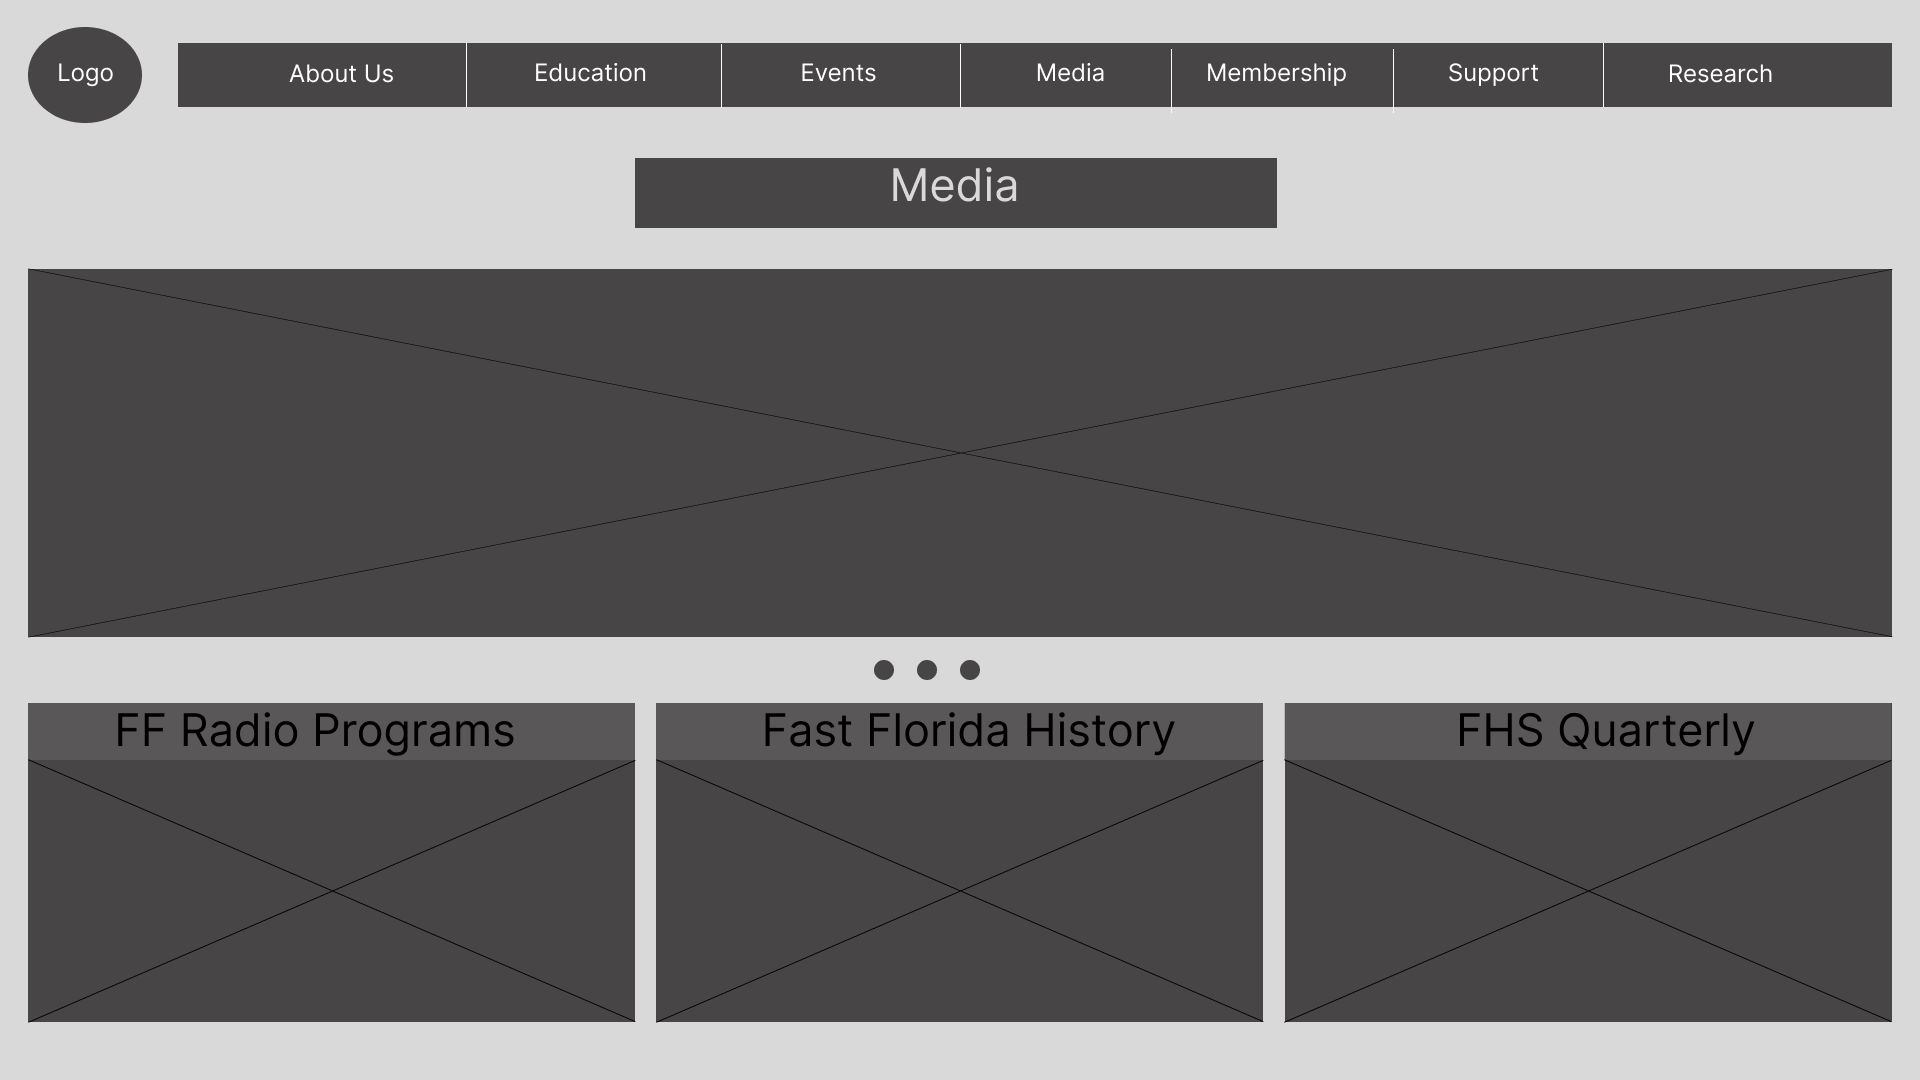 Logo
About Us
Education
Events
Media
Membership
Support
Research
Media
FF Radio Programs
Fast Florida History
FHS Quarterly